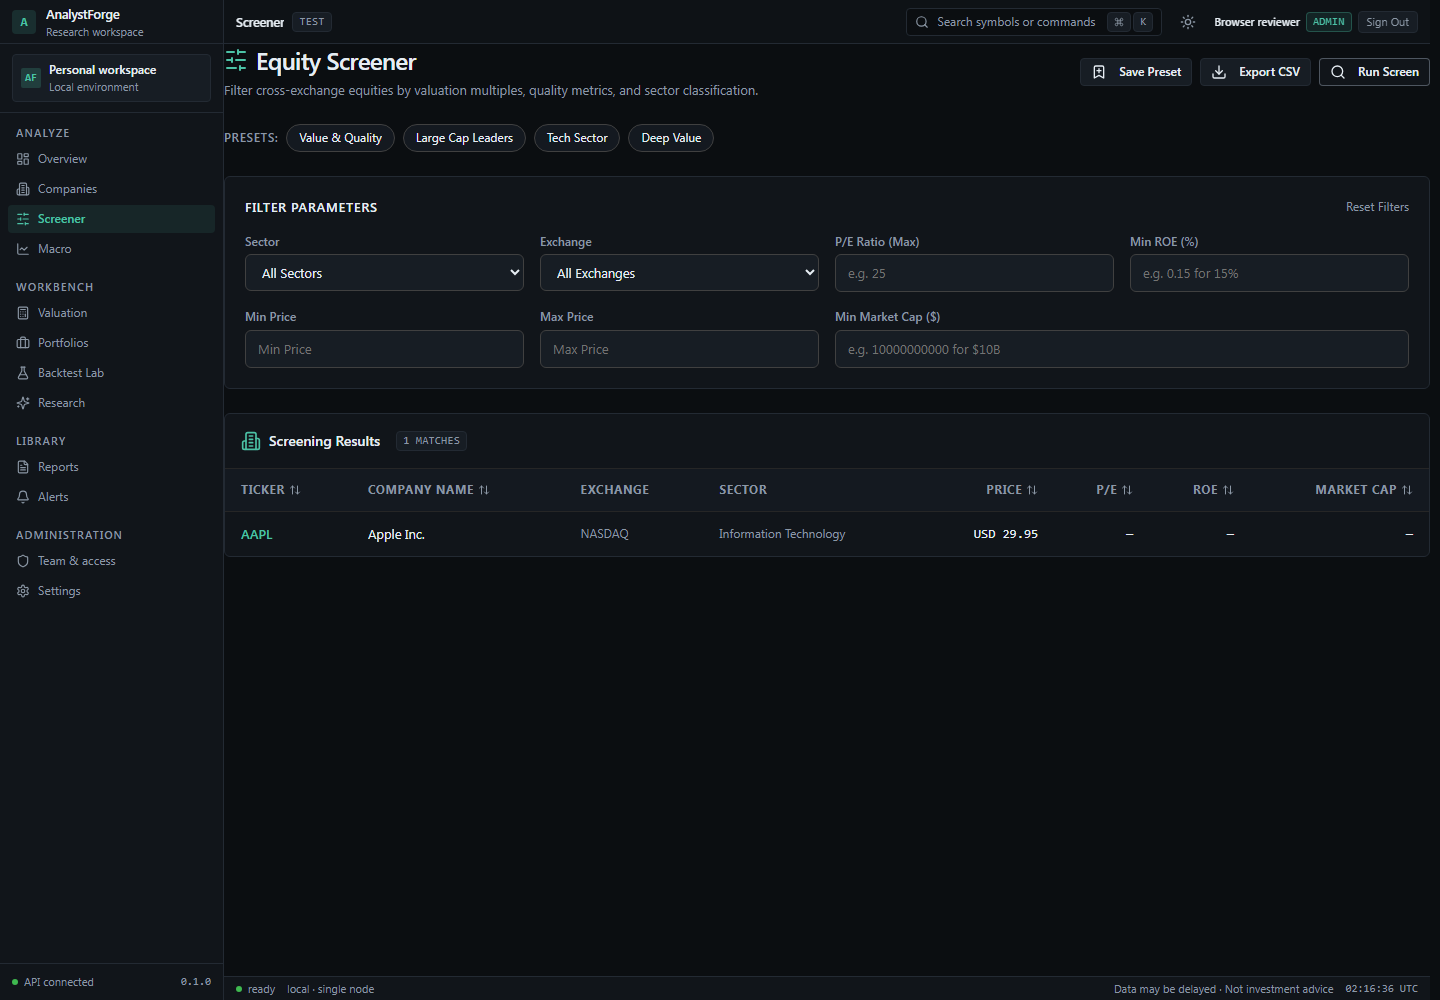 A
AnalystForge
Research workspace
AF
Personal workspace
Local environment
ANALYZE
Overview
Companies
Screener
Macro
WORKBENCH
Valuation
Portfolios
Backtest Lab
Research
LIBRARY
Reports
Alerts
ADMINISTRATION
Team & access
Settings
API connected 0.1.0
Screener TEST
Search symbols or commands ⌘ K
Browser reviewer ADMIN Sign Out
Equity Screener
Filter cross-exchange equities by valuation multiples, quality metrics, and sector classification.
Save Preset Export CSV Run Screen
PRESETS: Value & Quality Large Cap Leaders Tech Sector Deep Value
FILTER PARAMETERS Reset Filters
Sector Exchange P/E Ratio (Max) Min ROE (%)
All Sectors All Exchanges e.g. 25 e.g. 0.15 for 15%
Min Price Max Price Min Market Cap ($)
Min Price Max Price e.g. 10000000000 for $10B
Screening Results 1 MATCHES
TICKER COMPANY NAME EXCHANGE SECTOR PRICE P/E ROE MARKET CAP
AAPL Apple Inc. NASDAQ Information Technology USD 29.95 — — —
ready local · single node Data may be delayed · Not investment advice 02:16:36 UTC